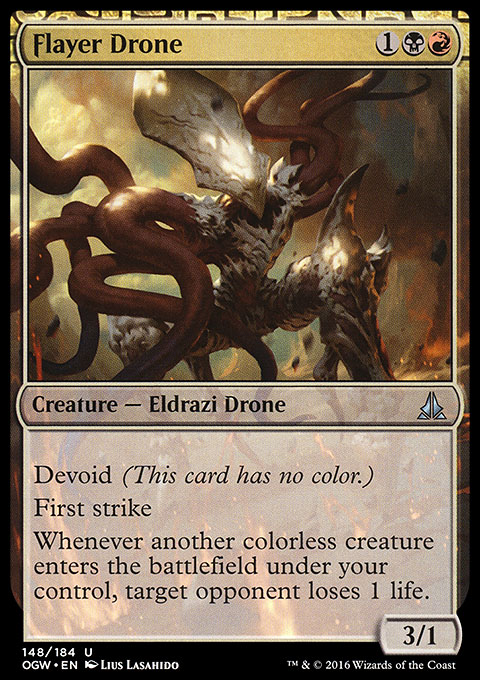 Flayer Drone 1
Creature — Eldrazi Drone
Devoid (This card has no color.)
First strike
Whenever another colorless creature
enters the battlefield under your
control, target opponent loses 1 life.
3/1
148/184 U
OGW • EN Lius Lasahido
™ & © 2016 Wizards of the Coast